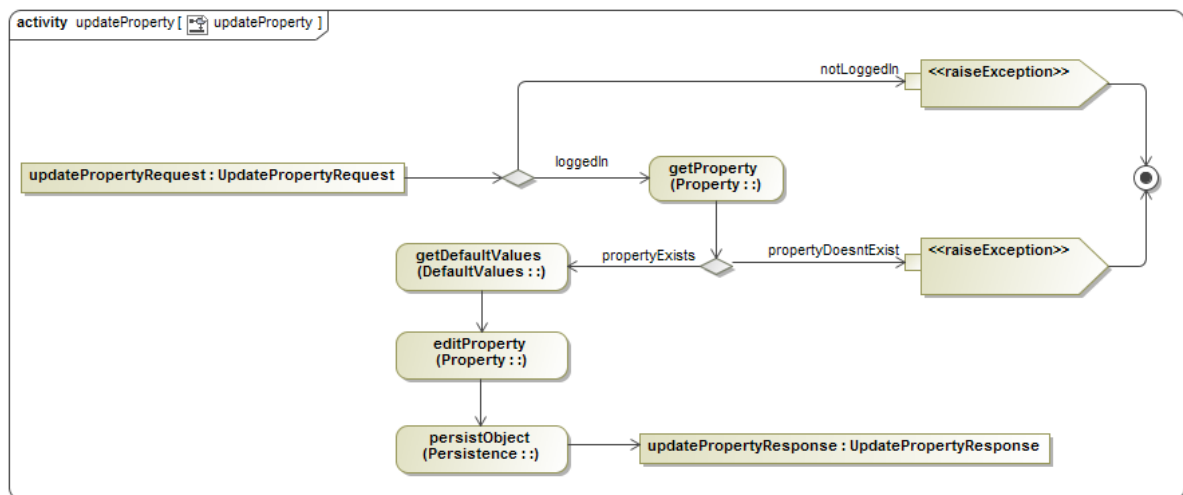 activity updateProperty [ updateProperty ]
notLoggedIn
<<raiseException>>
loggedIn
getProperty
(Property : :)
updatePropertyRequest : UpdatePropertyRequest
propertyExists
propertyDoesntExist
<<raiseException>>
getDefaultValues
(DefaultValues : :)
editProperty
(Property : :)
persistObject
(Persistence : :)
updatePropertyResponse : UpdatePropertyResponse